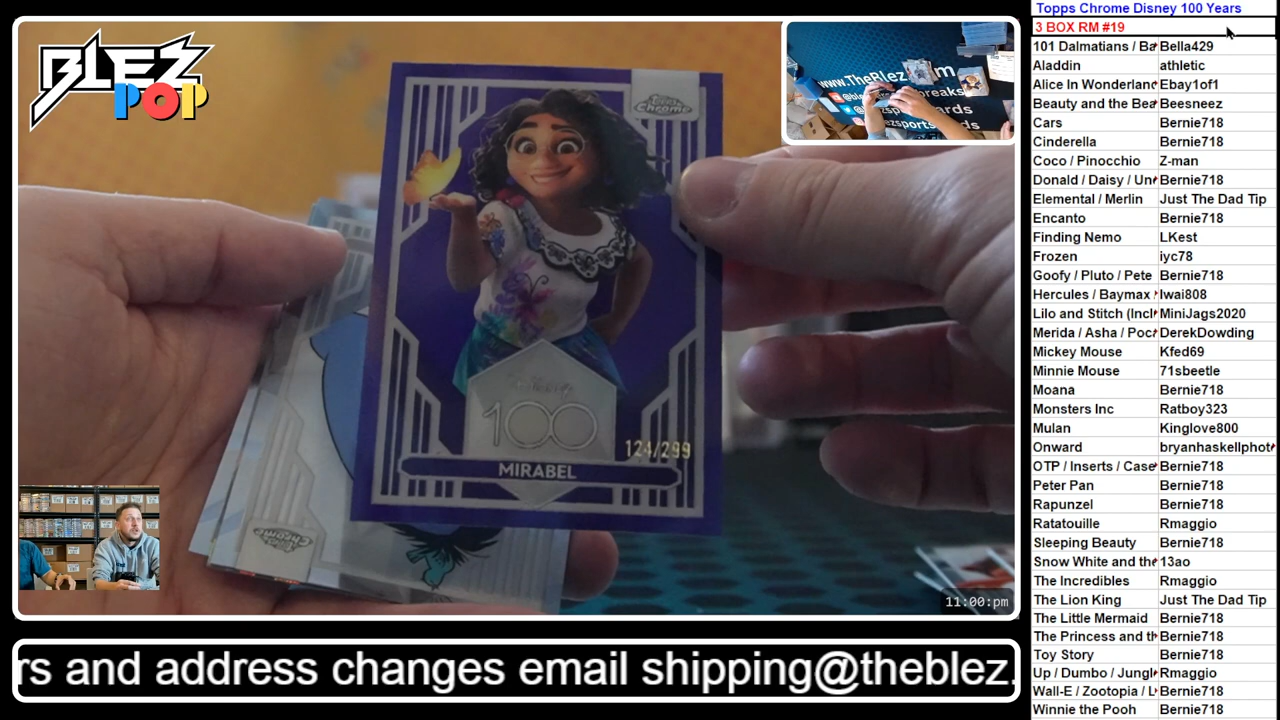 BLEZ
POP
Topps
Chrome
Disney
100
124/299
MIRABEL
Chrome
www.TheBlez
11:00:pm
rs and address changes email shipping@theblez.
Topps Chrome Disney 100 Years
3 BOX RM #19
101 Dalmatians / Ba Bella429
Aladdin athletic
Alice In Wonderlan Ebay1of1
Beauty and the Bea Beesneez
Cars Bernie718
Cinderella Bernie718
Coco / Pinocchio Z-man
Donald / Daisy / Un Bernie718
Elemental / Merlin Just The Dad Tip
Encanto Bernie718
Finding Nemo LKest
Frozen iyc78
Goofy / Pluto / Pete Bernie718
Hercules / Baymax Iwai808
Lilo and Stitch (Incl MiniJags2020
Merida / Asha / Poc DerekDowding
Mickey Mouse Kfed69
Minnie Mouse 71sbeetle
Moana Bernie718
Monsters Inc Ratboy323
Mulan Kinglove800
Onward bryanhaskellphot
OTP / Inserts / Case Bernie718
Peter Pan Bernie718
Rapunzel Bernie718
Ratatouille Rmaggio
Sleeping Beauty Bernie718
Snow White and the 13ao
The Incredibles Rmaggio
The Lion King Just The Dad Tip
The Little Mermaid Bernie718
The Princess and th Bernie718
Toy Story Bernie718
Up / Dumbo / Jungl Rmaggio
Wall-E / Zootopia / L Bernie718
Winnie the Pooh Bernie718